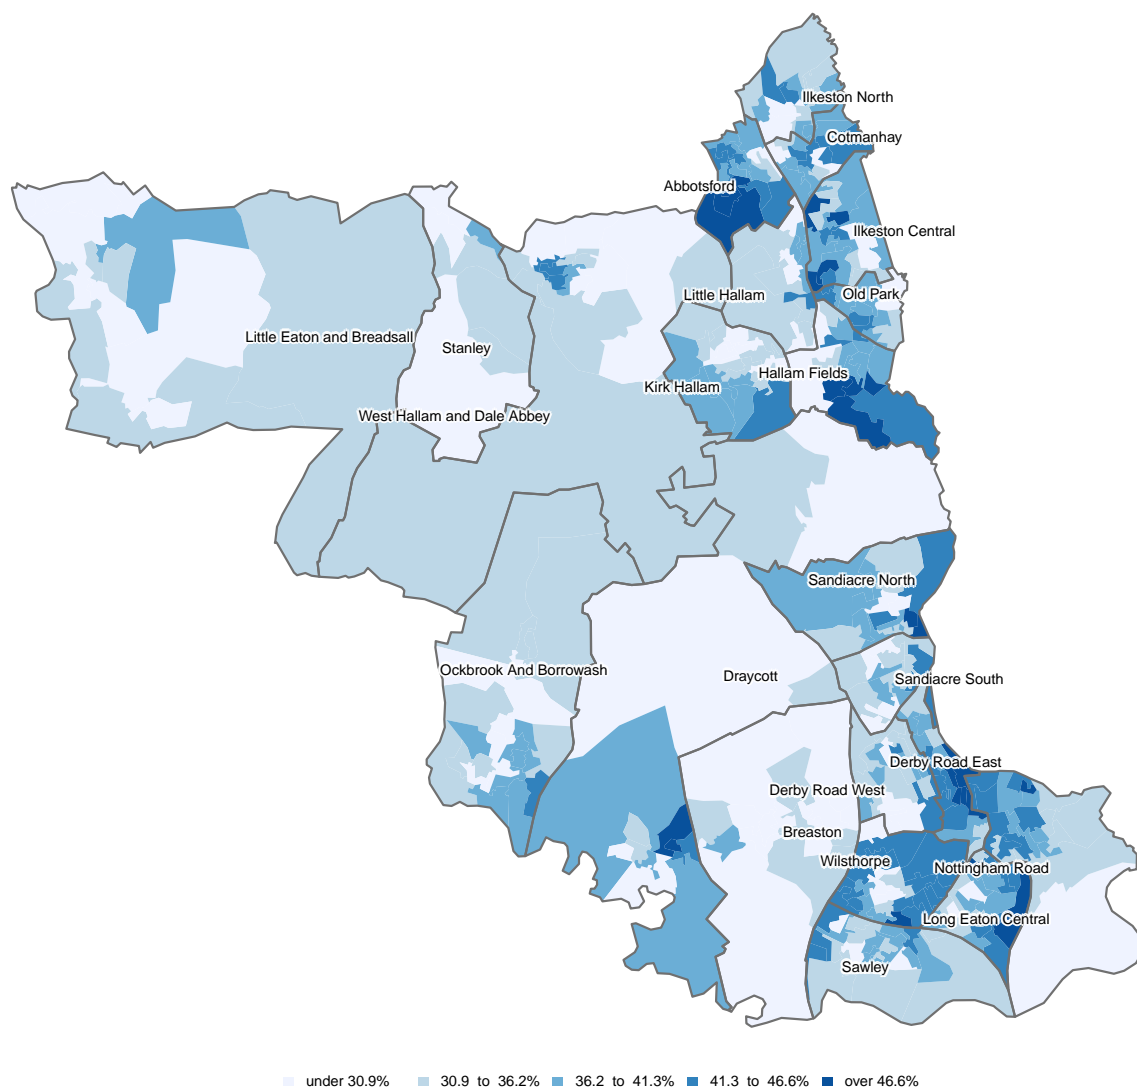 Ilkeston North
Cotmanhay
Abbotsford
Ilkeston Central
Little Hallam
Old Park
Little Eaton and Breadsall
Stanley
Hallam Fields
Kirk Hallam
West Hallam and Dale Abbey
Sandiacre North
Ockbrook And Borrowash
Draycott
Sandiacre South
Derby Road East
Derby Road West
Breaston
Wilsthorpe
Nottingham Road
Long Eaton Central
Sawley
under 30.9% 30.9 to 36.2% 36.2 to 41.3% 41.3 to 46.6% over 46.6%